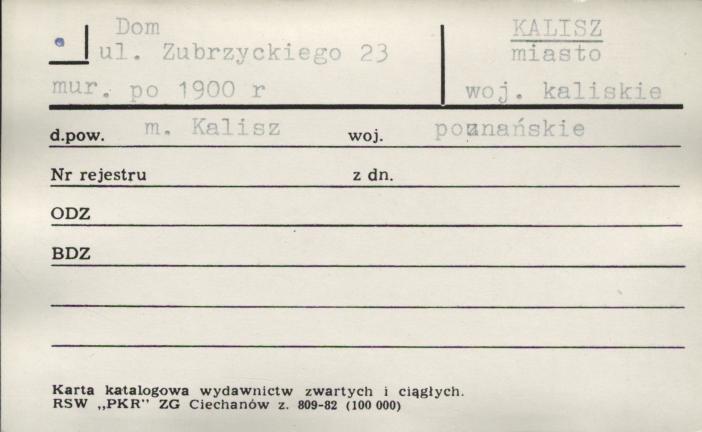 Dom
ul. Zubrzyckiego 23
mur. po 1900 r
KALISZ
miasto
woj. kaliskie
d.pow. m. Kalisz woj. poznańskie
Nr rejestru z dn.
ODZ
BDZ
Karta katalogowa wydawnictw zwartych i ciągłych.
RSW „PKR" ZG Ciechanów z. 809-82 (100 000)